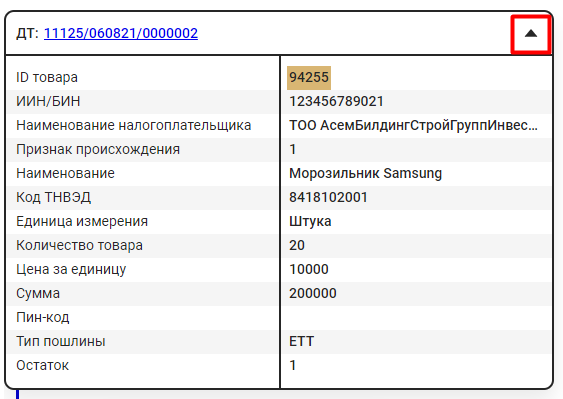 ДТ: 11125/060821/0000002
ID товара 94255
ИИН/БИН 123456789021
Наименование налогоплательщика ТОО АсемБилдингСтройГруппИнвес...
Признак происхождения 1
Наименование Морозильник Samsung
Код ТНВЭД 8418102001
Единица измерения Штука
Количество товара 20
Цена за единицу 10000
Сумма 200000
Пин-код
Тип пошлины ЕТТ
Остаток 1